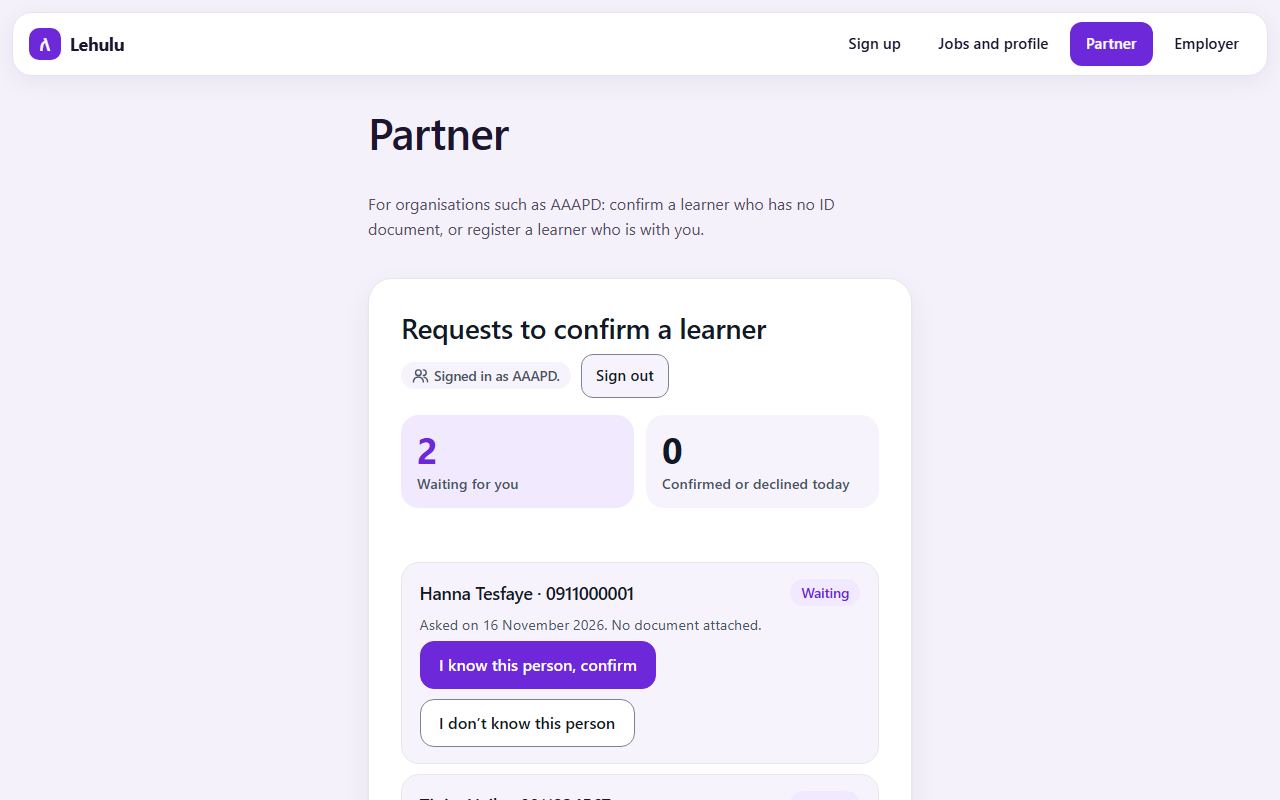 ለ Lehulu
Sign up
Jobs and profile
Partner
Employer
Partner
For organisations such as AAAPD: confirm a learner who has no ID
document, or register a learner who is with you.
Requests to confirm a learner
Signed in as AAAPD.
Sign out
2
Waiting for you
0
Confirmed or declined today
Hanna Tesfaye · 0911000001
Waiting
Asked on 16 November 2026. No document attached.
I know this person, confirm
I don’t know this person